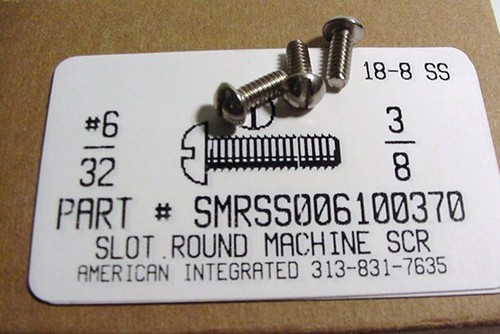 18-8 SS
#6
32
3
8
PART # SMRSS006100370
SLOT.ROUND MACHINE SCR
AMERICAN INTEGRATED 313-831-7635